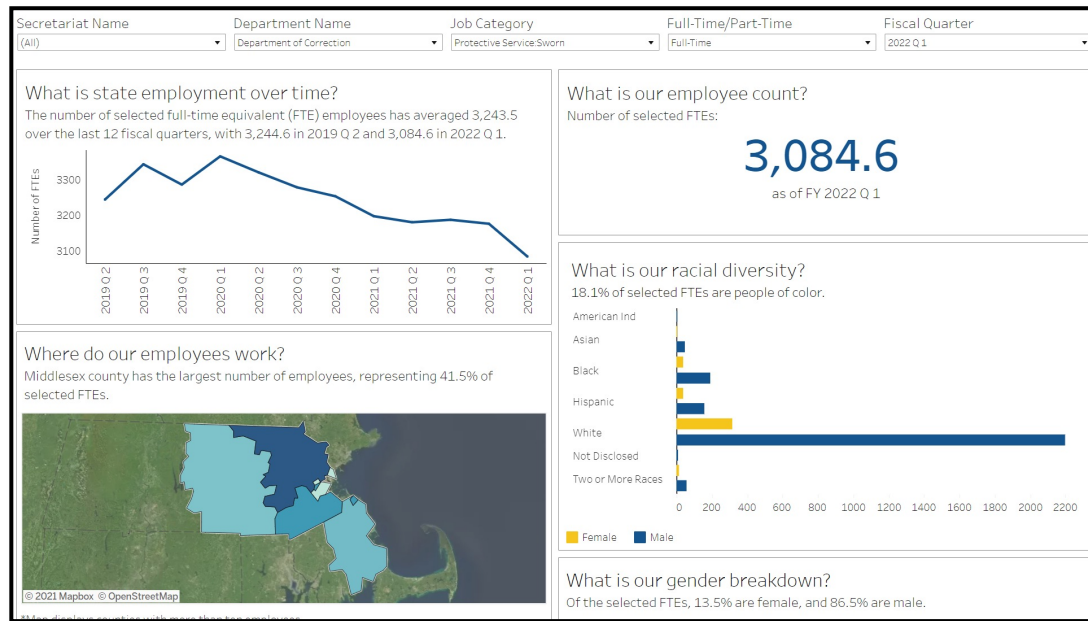 Secretariat Name
Department Name
Job Category
Full-Time/Part-Time
Fiscal Quarter
(All)
Department of Correction
Protective Service:Sworn
Full-Time
2022 Q 1
What is state employment over time?
The number of selected full-time equivalent (FTE) employees has averaged 3,243.5
over the last 12 fiscal quarters, with 3,244.6 in 2019 Q 2 and 3,084.6 in 2022 Q 1.
Number of FTEs
3300
3200
3100
2019 Q 2
2019 Q 3
2019 Q 4
2020 Q 1
2020 Q 2
2020 Q 3
2020 Q 4
2021 Q 1
2021 Q 2
2021 Q 3
2021 Q 4
2022 Q 1
Where do our employees work?
Middlesex county has the largest number of employees, representing 41.5% of
selected FTEs.
© 2021 Mapbox © OpenStreetMap
*Map displays counties with more than ten employees
What is our employee count?
Number of selected FTEs:
3,084.6
as of FY 2022 Q 1
What is our racial diversity?
18.1% of selected FTEs are people of color.
American Ind
Asian
Black
Hispanic
White
Not Disclosed
Two or More Races
0 200 400 600 800 1000 1200 1400 1600 1800 2000 2200
Female Male
What is our gender breakdown?
Of the selected FTEs, 13.5% are female, and 86.5% are male.